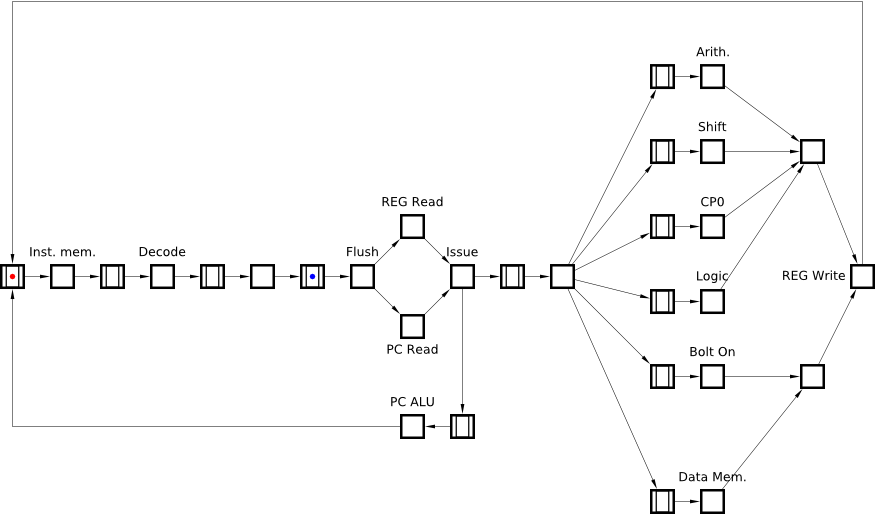 Arith.
Shift
REG Read
CP0
Inst. mem.
Decode
Flush
Issue
Logic
REG Write
PC Read
Bolt On
PC ALU
Data Mem.